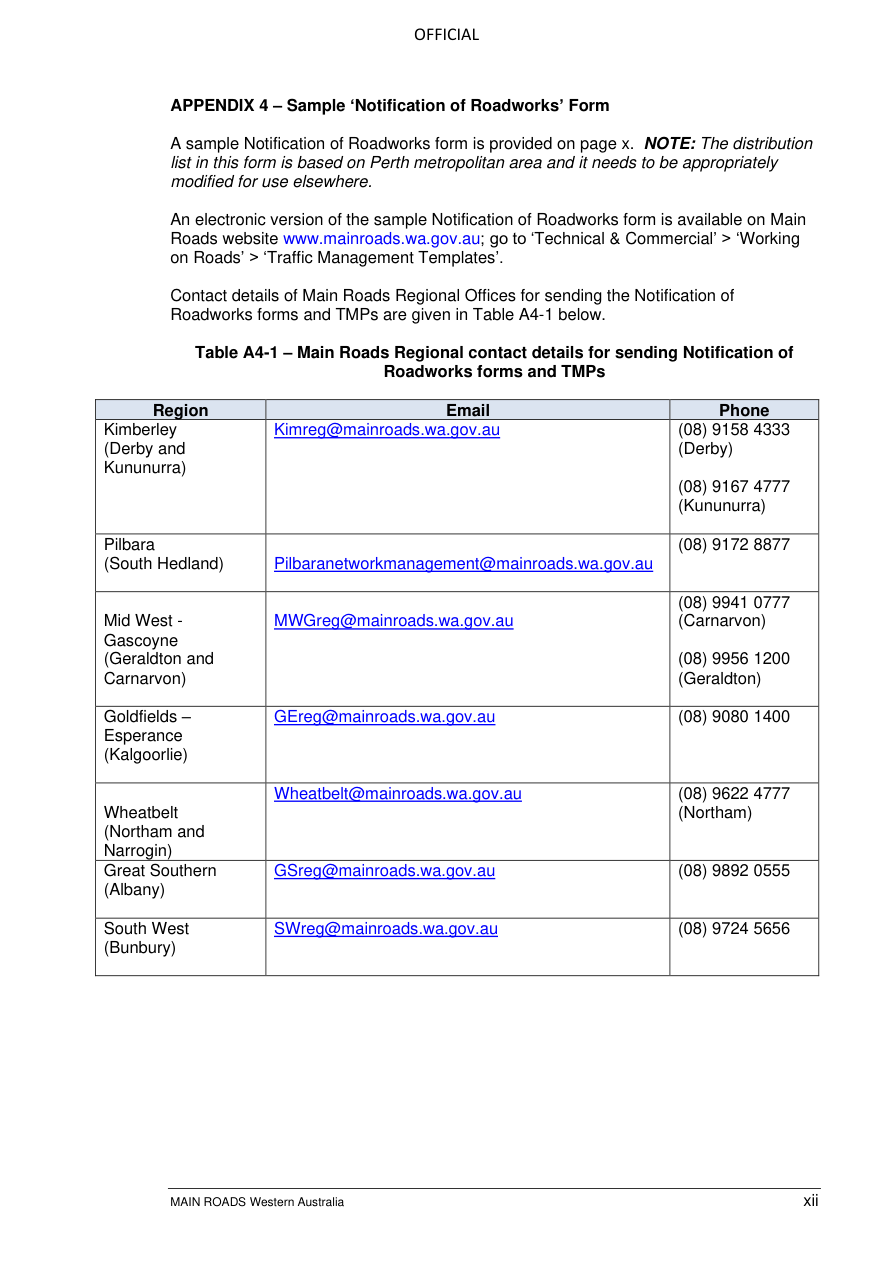 OFFICIAL
APPENDIX 4 – Sample ‘Notification of Roadworks’ Form
A sample Notification of Roadworks form is provided on page x.  NOTE: The distribution
list in this form is based on Perth metropolitan area and it needs to be appropriately
modified for use elsewhere.
An electronic version of the sample Notification of Roadworks form is available on Main
Roads website www.mainroads.wa.gov.au; go to ‘Technical & Commercial’ > ‘Working
on Roads’ > ‘Traffic Management Templates’.
Contact details of Main Roads Regional Offices for sending the Notification of
Roadworks forms and TMPs are given in Table A4-1 below.
Table A4-1 – Main Roads Regional contact details for sending Notification of
Roadworks forms and TMPs
Region Email Phone
Kimberley Kimreg@mainroads.wa.gov.au (08) 9158 4333
(Derby and (Derby)
Kununurra)
(08) 9167 4777
(Kununurra)
Pilbara (08) 9172 8877
(South Hedland) Pilbaranetworkmanagement@mainroads.wa.gov.au
(08) 9941 0777
Mid West - MWGreg@mainroads.wa.gov.au (Carnarvon)
Gascoyne
(Geraldton and (08) 9956 1200
Carnarvon) (Geraldton)
Goldfields – GEreg@mainroads.wa.gov.au (08) 9080 1400
Esperance
(Kalgoorlie)
Wheatbelt@mainroads.wa.gov.au (08) 9622 4777
Wheatbelt (Northam)
(Northam and
Narrogin)
Great Southern GSreg@mainroads.wa.gov.au (08) 9892 0555
(Albany)
South West SWreg@mainroads.wa.gov.au (08) 9724 5656
(Bunbury)
MAIN ROADS Western Australia xii